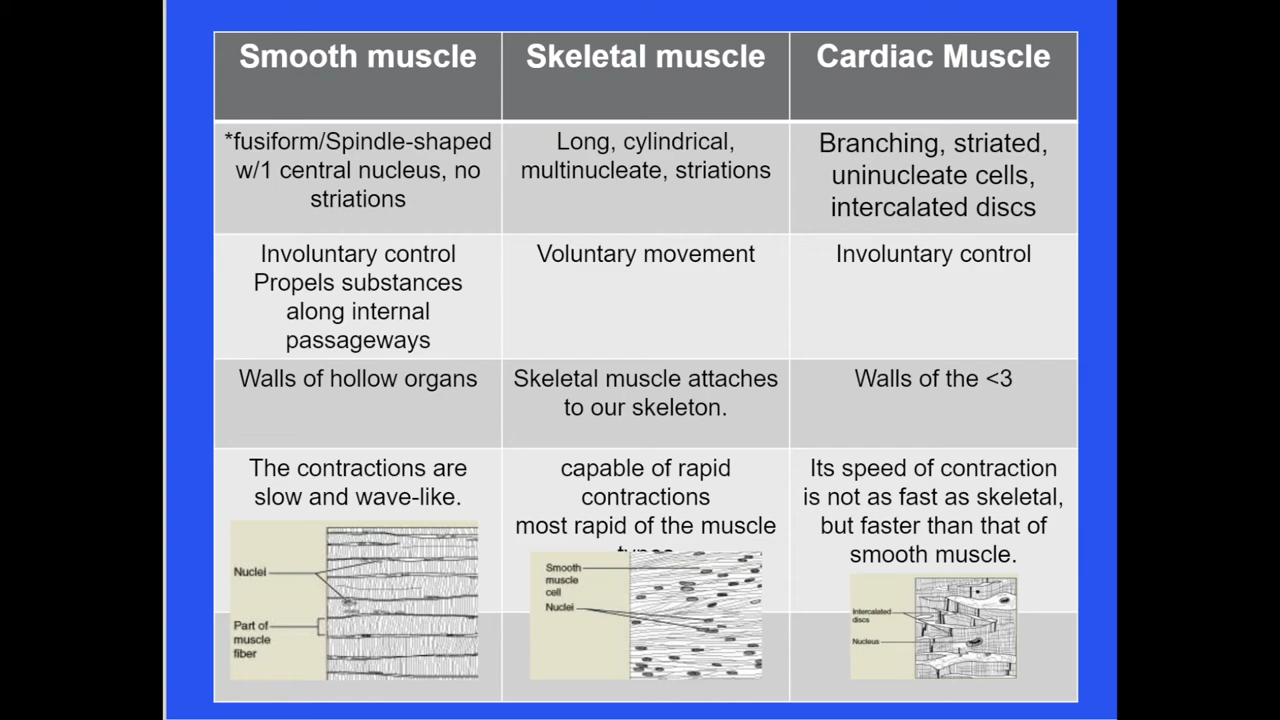 Smooth muscle
Skeletal muscle
Cardiac Muscle
*fusiform/Spindle-shaped
w/1 central nucleus, no
striations
Long, cylindrical,
multinucleate, striations
Branching, striated,
uninucleate cells,
intercalated discs
Involuntary control
Propels substances
along internal
passageways
Voluntary movement
Involuntary control
Walls of hollow organs
Skeletal muscle attaches
to our skeleton.
Walls of the <3
The contractions are
slow and wave-like.
capable of rapid
contractions
most rapid of the muscle
types
Its speed of contraction
is not as fast as skeletal,
but faster than that of
smooth muscle.
Nuclei
Part of
muscle
fiber
Smooth
muscle
cell
Nuclei
Intercalated
discs
Nucleus